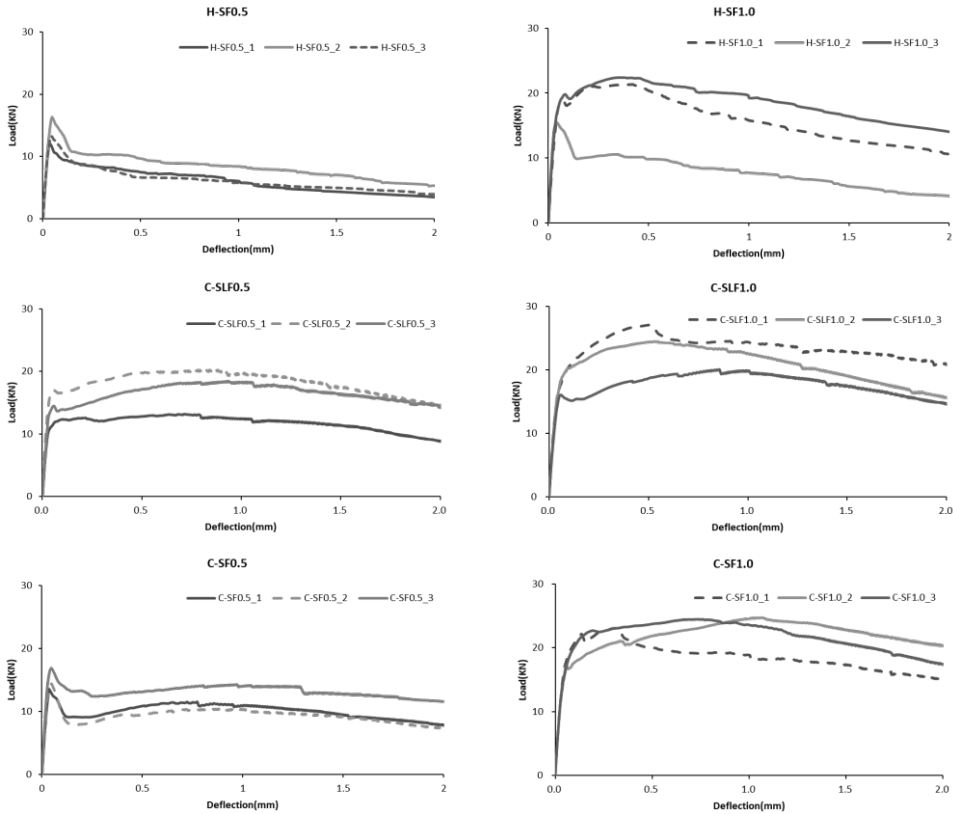 H-SF0.5
30
20
10
0
Load(KN)
H-SF0.5_1 H-SF0.5_2 H-SF0.5_3
0 0.5 1 1.5 2
Deflection(mm)
H-SF1.0
30
20
10
0
Load(KN)
H-SF1.0_1 H-SF1.0_2 H-SF1.0_3
0 0.5 1 1.5 2
Deflection(mm)
C-SLF0.5
30
20
10
0
Load(KN)
C-SLF0.5_1 C-SLF0.5_2 C-SLF0.5_3
0.0 0.5 1.0 1.5 2.0
Deflection(mm)
C-SLF1.0
30
20
10
0
Load(KN)
C-SLF1.0_1 C-SLF1.0_2 C-SLF1.0_3
0.0 0.5 1.0 1.5 2.0
Deflection(mm)
C-SF0.5
30
20
10
0
Load(KN)
C-SF0.5_1 C-SF0.5_2 C-SF0.5_3
0 0.5 1 1.5 2
Deflection(mm)
C-SF1.0
30
20
10
0
Load(KN)
C-SF1.0_1 C-SF1.0_2 C-SF1.0_3
0.0 0.5 1.0 1.5 2.0
Deflection(mm)